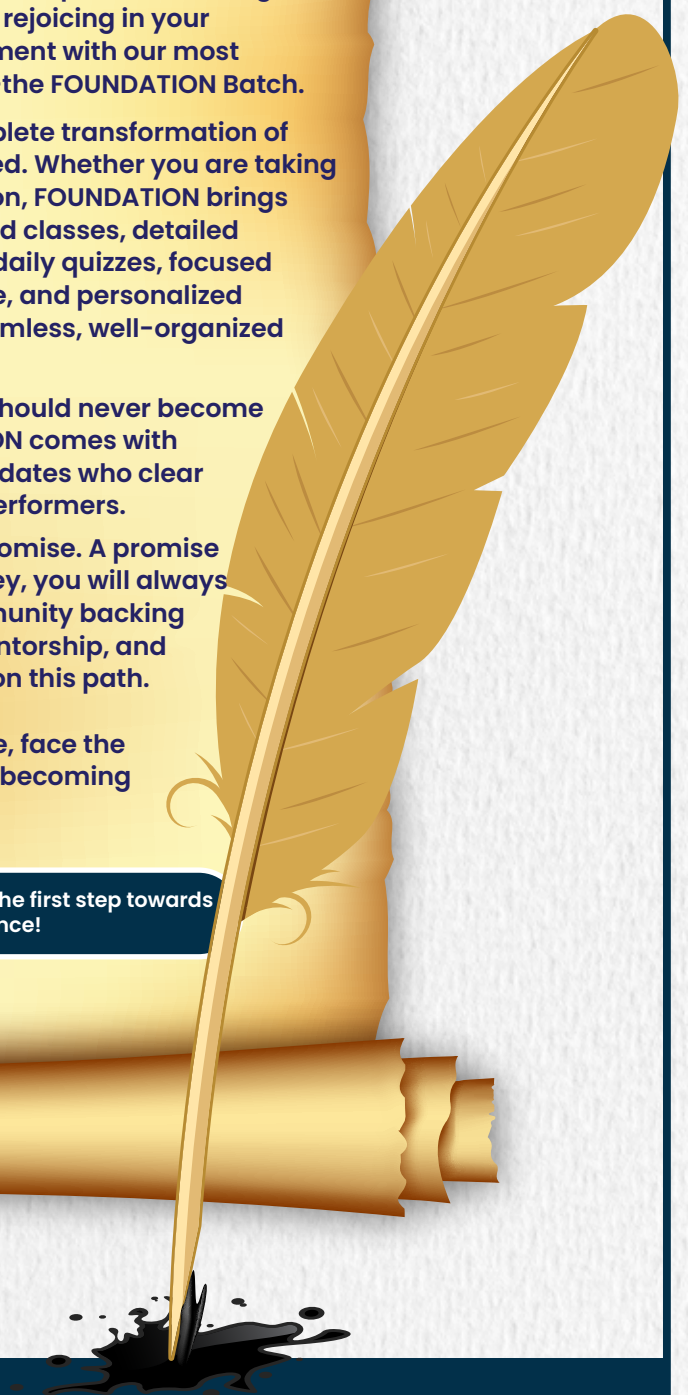 rejoicing in your
ment with our most
the FOUNDATION Batch.
plete transformation of
ed. Whether you are taking
on, FOUNDATION brings
d classes, detailed
daily quizzes, focused
e, and personalized
mless, well-organized
hould never become
ON comes with
dates who clear
erformers.
omise. A promise
ey, you will always
munity backing
ntorship, and
on this path.
e, face the
becoming
he first step towards
nce!